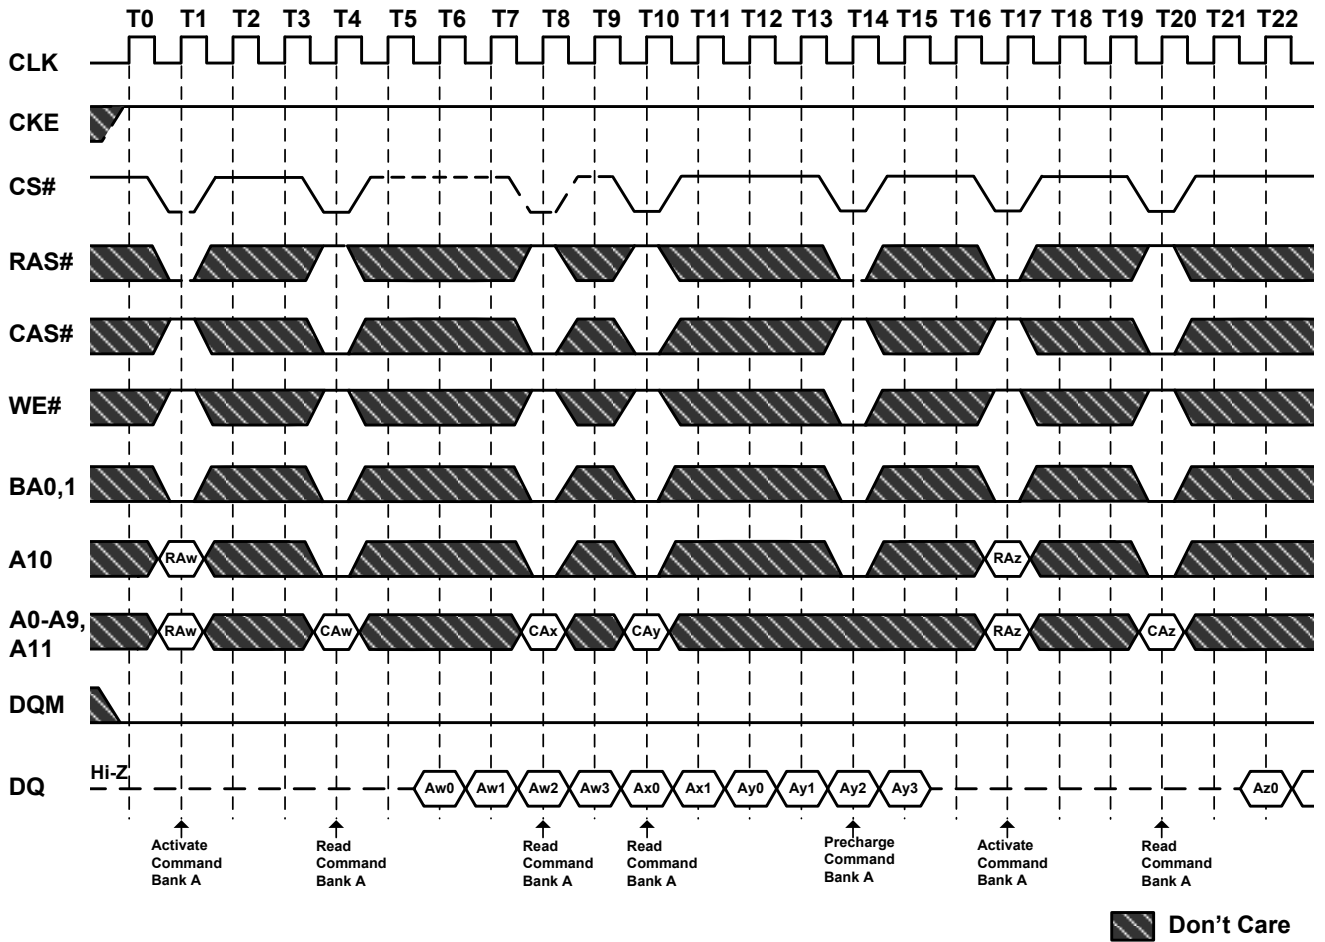 T0 T1 T2 T3 T4 T5 T6 T7 T8 T9 T10 T11 T12 T13 T14 T15 T16 T17 T18 T19 T20 T21 T22
CLK
CKE
CS#
RAS#
CAS#
WE#
BA0,1
A10 RAw RAz
A0-A9,
A11 RAw CAw CAx CAy RAz CAz
DQM
DQ Hi-Z Aw0 Aw1 Aw2 Aw3 Ax0 Ax1 Ay0 Ay1 Ay2 Ay3 Az0
Activate
Command
Bank A
Read
Command
Bank A
Read
Command
Bank A
Read
Command
Bank A
Precharge
Command
Bank A
Activate
Command
Bank A
Read
Command
Bank A
Don't Care